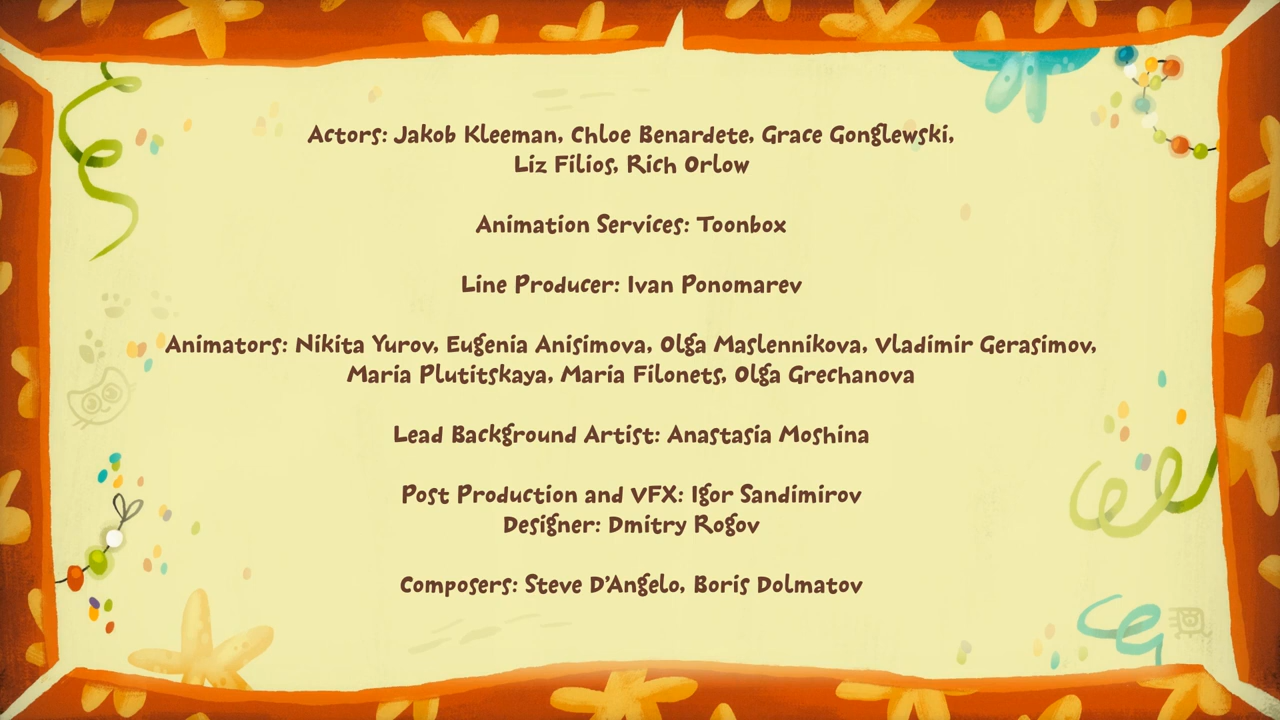 Actors: Jakob Kleeman, Chloe Benardete, Grace Gonglewski,
Liz Filios, Rich Orlow
Animation Services: Toonbox
Line Producer: Ivan Ponomarev
Animators: Nikita Yurov, Eugenia Anisimova, Olga Maslennikova, Vladimir Gerasimov,
Maria Plutitskaya, Maria Filonets, Olga Grechanova
Lead Background Artist: Anastasia Moshina
Post Production and VFX: Igor Sandimirov
Designer: Dmitry Rogov
Composers: Steve D'Angelo, Boris Dolmatov